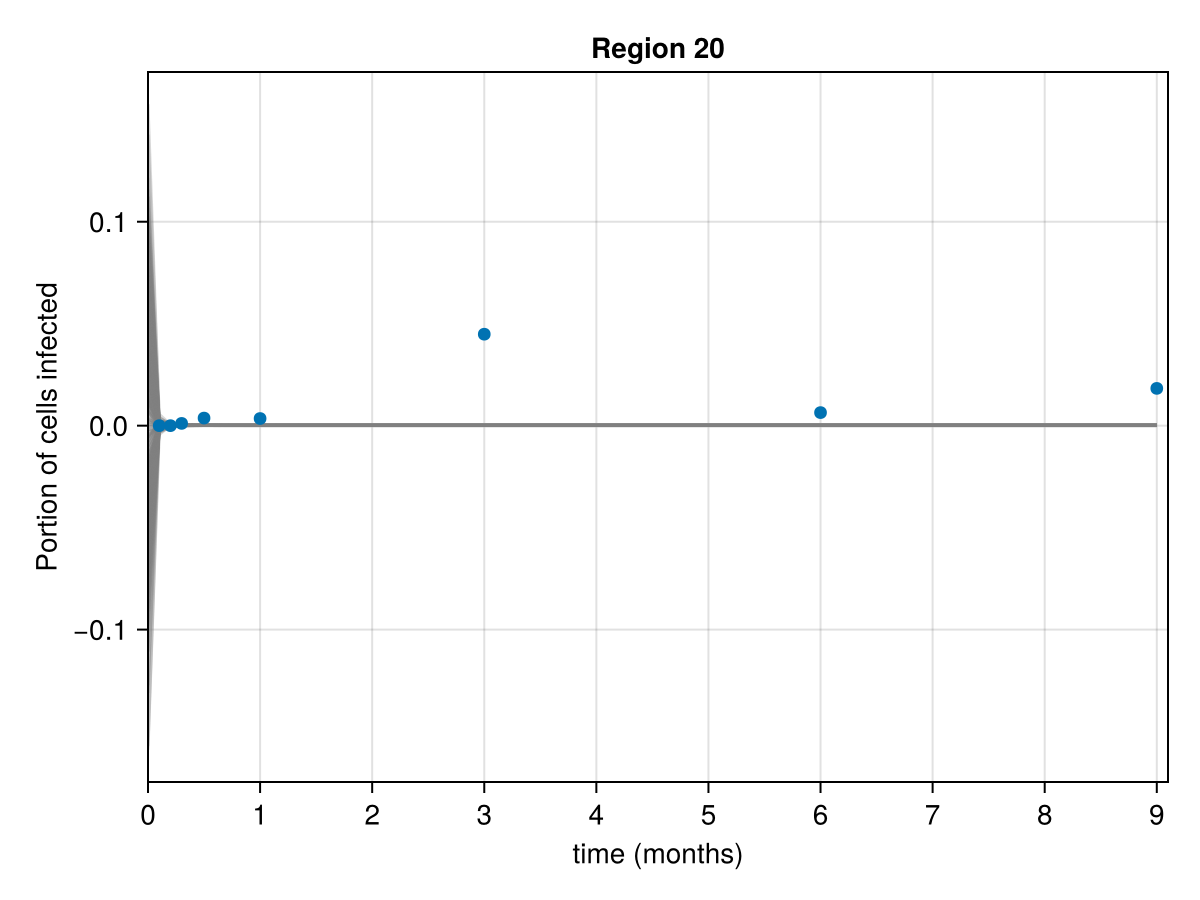 Region 20
Portion of cells infected
0.1
0.0
−0.1
0 1 2 3 4 5 6 7 8 9
time (months)